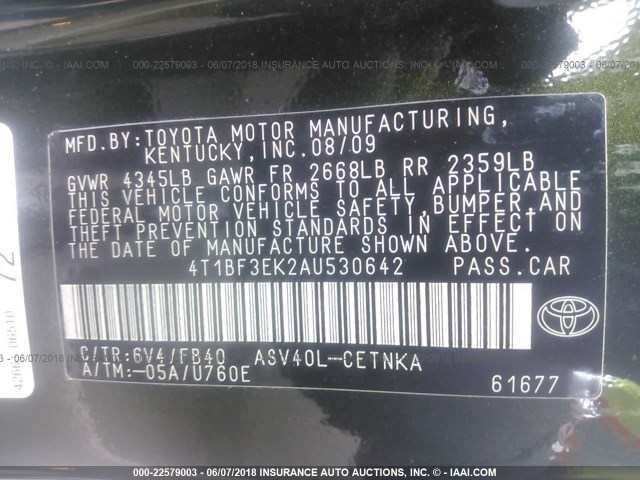 000-22579003 - 06/07/2018 INSURANCE AUTO AUCTIONS, INC. - IAAI.COM
MFD.BY:TOYOTA MOTOR MANUFACTURING,
KENTUCKY,INC.08/09
GVWR 4345LB GAWR FR 2668LB RR 2359LB
THIS VEHICLE CONFORMS TO ALL APPLICABLE
FEDERAL MOTOR VEHICLE SAFETY,BUMPER,AND
THEFT PREVENTION STANDARDS IN EFFECT ON
THE DATE OF MANUFACTURE SHOWN ABOVE.
4T1BF3EK2AU530642 PASS.CAR
C/TR:6V4/FB40 ASV40L-CETNKA
A/TM:-05A/U760E
61677
72
06510
000-22579003 - 06/07/2018 INSURANCE AUTO AUCTIONS, INC. - IAAI.COM